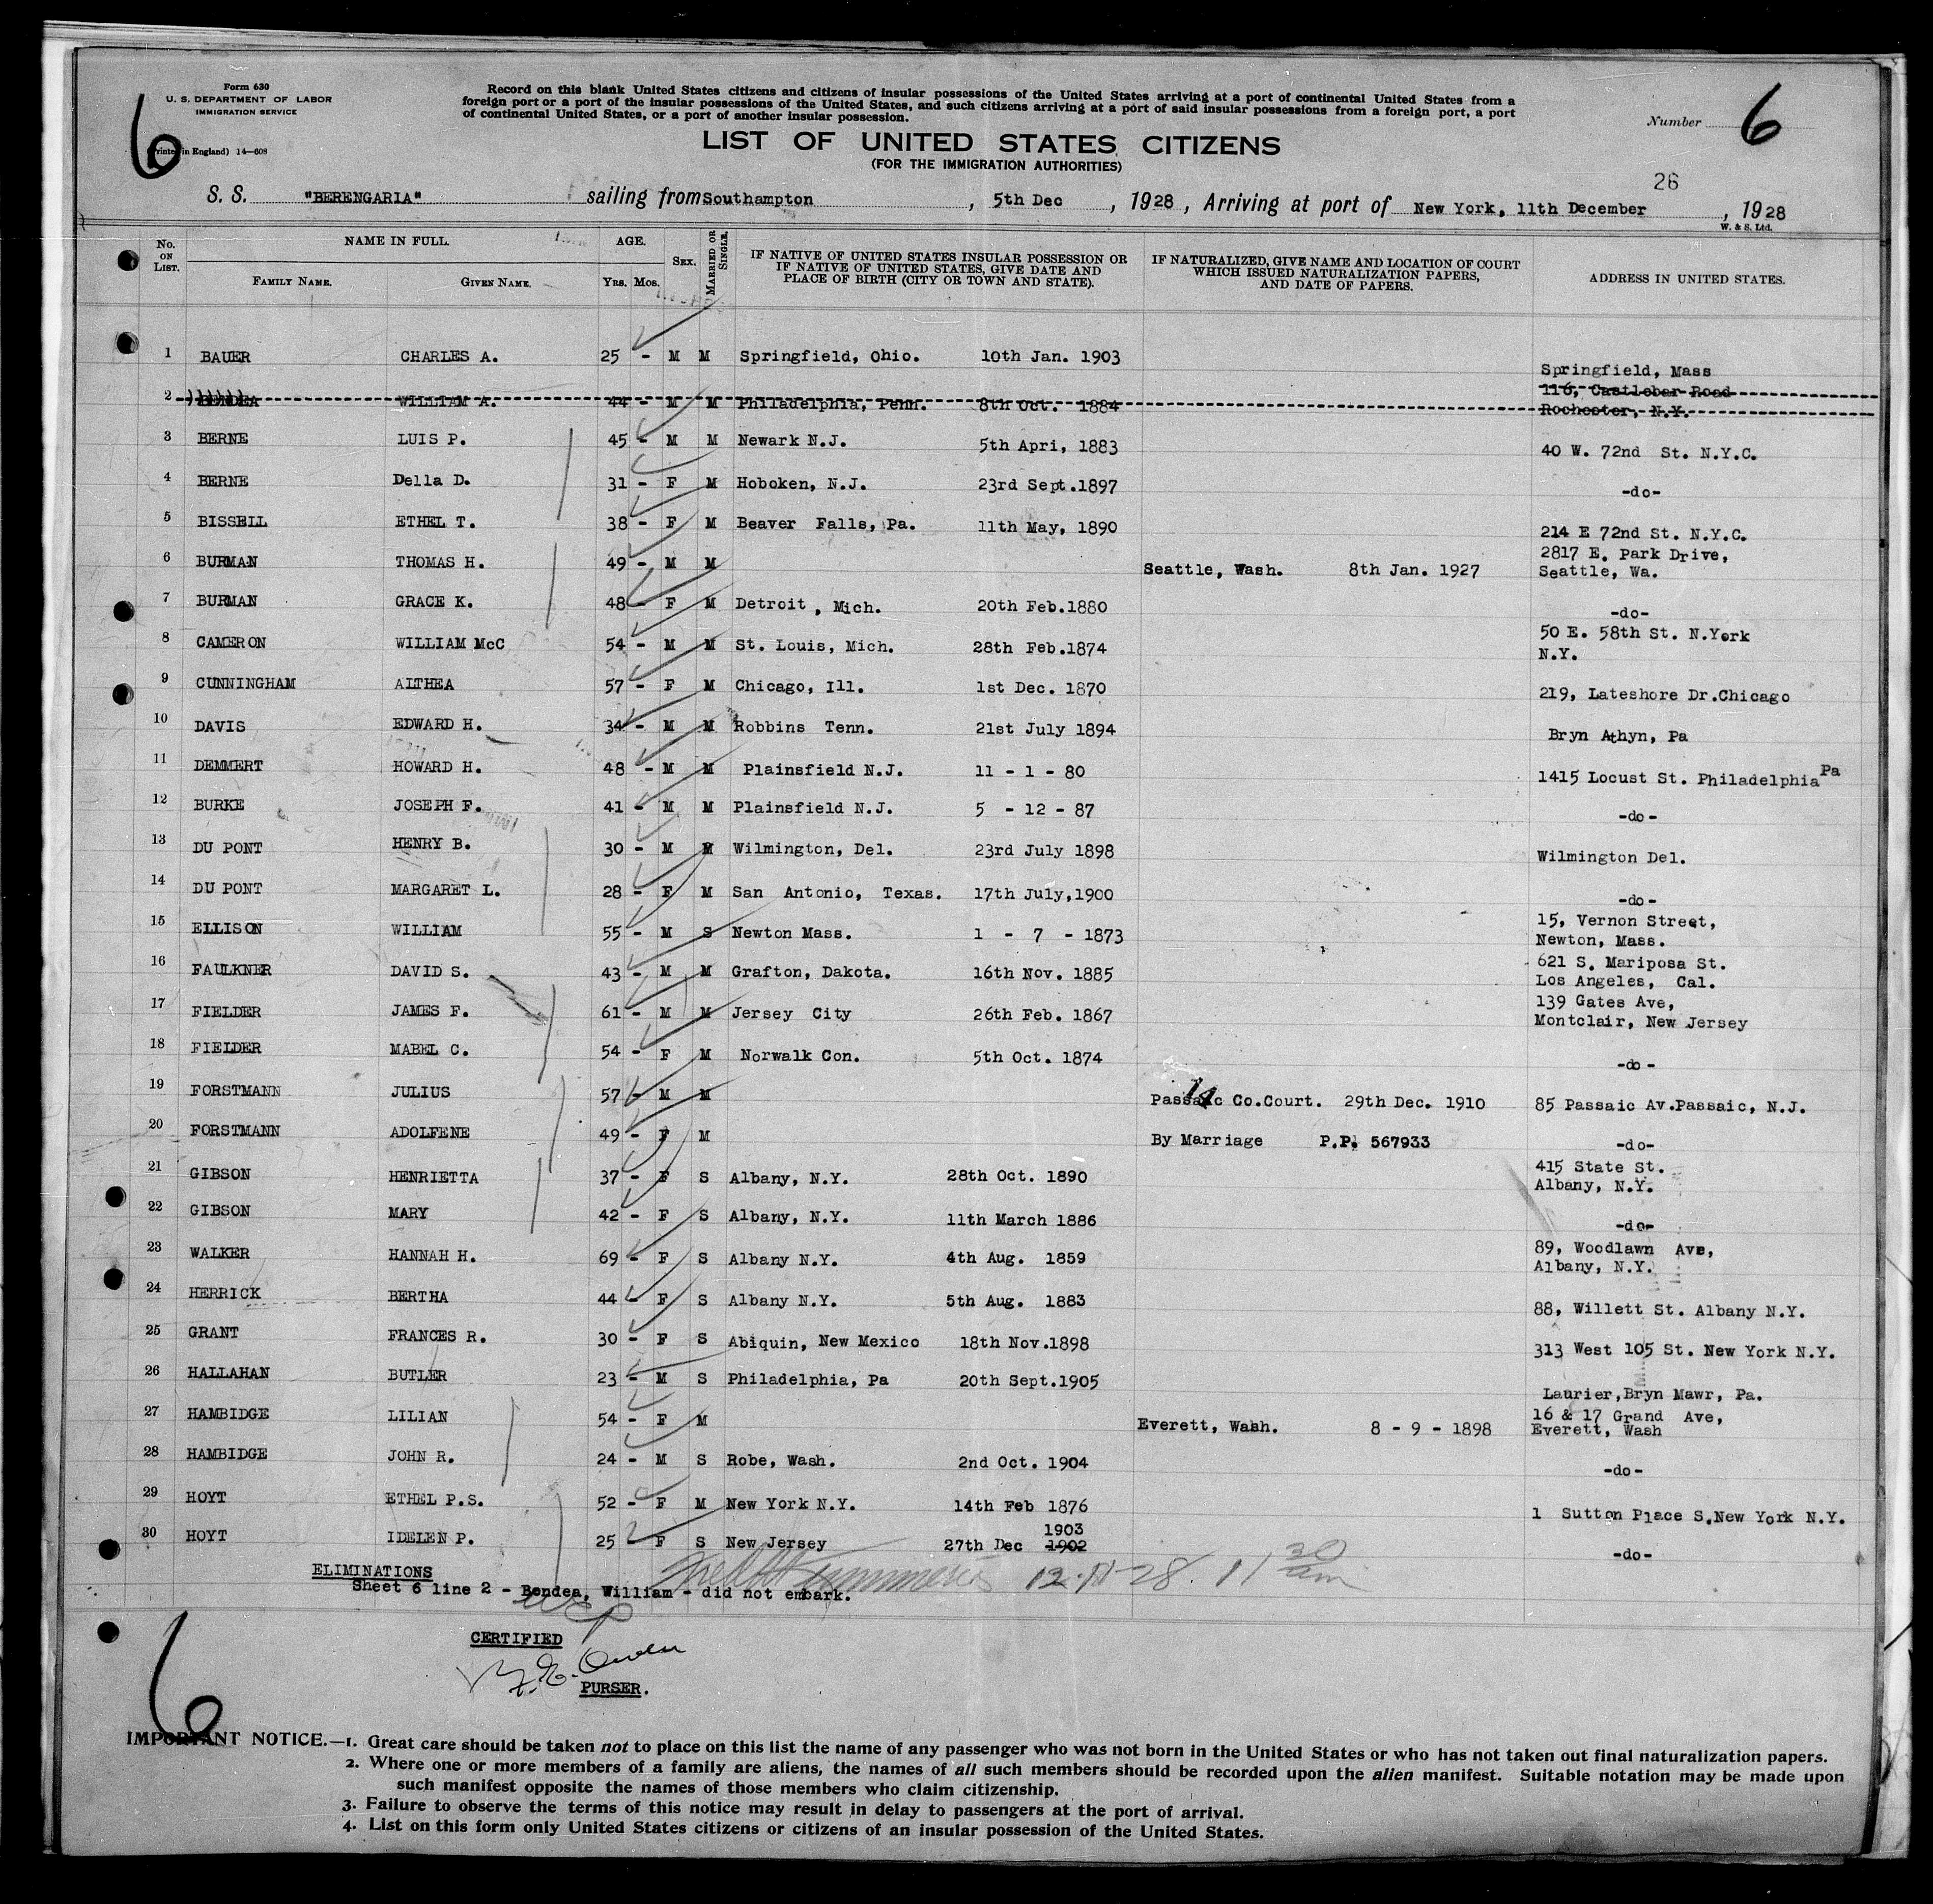 Form 630
U. S. DEPARTMENT OF LABOR
IMMIGRATION SERVICE
(Printed in England) 14—608
6
Record on this blank United States citizens and citizens of insular possessions of the United States arriving at a port of continental United States from a
foreign port or a port of the insular possessions of the United States, and such citizens arriving at a port of said insular possessions from a foreign port, a port
of continental United States, or a port of another insular possession.
Number 6
LIST OF UNITED STATES CITIZENS
(FOR THE IMMIGRATION AUTHORITIES)
26
S. S. "BERENGARIA" sailing from Southampton, 5th Dec, 1928, Arriving at port of New York, 11th December, 1928
W. & S. Ltd.
No. ON LIST. NAME IN FULL. FAMILY NAME. GIVEN NAME. AGE. Yrs. Mos. SEX. MARRIED OR SINGLE. IF NATIVE OF UNITED STATES INSULAR POSSESSION OR IF NATIVE OF UNITED STATES, GIVE DATE AND PLACE OF BIRTH (CITY OR TOWN AND STATE). IF NATURALIZED, GIVE NAME AND LOCATION OF COURT WHICH ISSUED NATURALIZATION PAPERS, AND DATE OF PAPERS. ADDRESS IN UNITED STATES.
1 BAUER CHARLES A. 25 - M M Springfield, Ohio. 10th Jan. 1903 Springfield, Mass
2 BENDEA WILLIAM A. 44 - M M Philadelphia, Penn. 8th Oct. 1884 116, Castlebar Road
Rochester, N.Y.
3 BERNE LUIS P. 45 - M M Newark N.J. 5th Apri, 1883 40 W. 72nd St. N.Y.C.
4 BERNE Della D. 31 - F M Hoboken, N.J. 23rd Sept.1897 -do-
5 BISSELL ETHEL T. 38 - F M Beaver Falls, Pa. 11th May, 1890 214 E 72nd St. N.Y.C.
6 BURMAN THOMAS H. 49 - M M Seattle, Wash. 8th Jan. 1927 2817 E. Park Drive,
Seattle, Wa.
7 BURMAN GRACE K. 48 - F M Detroit, Mich. 20th Feb.1880 -do-
8 CAMERON WILLIAM McC 54 - M M St. Louis, Mich. 28th Feb.1874 50 E. 58th St. N.York
N.Y.
9 CUNNINGHAM ALTHEA 57 - F M Chicago, Ill. 1st Dec. 1870 219, Lateshore Dr.Chicago
10 DAVIS EDWARD H. 34 - M M Robbins Tenn. 21st July 1894 Bryn Athyn, Pa
11 DEMMERT HOWARD H. 48 - M M Plainsfield N.J. 11 - 1 - 80 1415 Locust St. Philadelphia Pa
12 BURKE JOSEPH F. 41 - M M Plainsfield N.J. 5 - 12 - 87 -do-
13 DU PONT HENRY B. 30 - M M Wilmington, Del. 23rd July 1898 Wilmington Del.
14 DU PONT MARGARET L. 28 - F M San Antonio, Texas. 17th July,1900 -do-
15 ELLISON WILLIAM 55 - M S Newton Mass. 1 - 7 - 1873 15, Vernon Street,
Newton, Mass.
16 FAULKNER DAVID S. 43 - M M Grafton, Dakota. 16th Nov. 1885 621 S. Mariposa St.
Los Angeles, Cal.
17 FIELDER JAMES F. 61 - M M Jersey City 26th Feb. 1867 139 Gates Ave,
Montclair, New Jersey
18 FIELDER MABEL C. 54 - F M Norwalk Con. 5th Oct. 1874 -do-
19 FORSTMANN JULIUS 57 - M M Passaic Co.Court. 29th Dec. 1910 85 Passaic Av.Passaic, N.J.
20 FORSTMANN ADOLFENE 49 - F M By Marriage P.P. 567933 -do-
21 GIBSON HENRIETTA 37 - F S Albany, N.Y. 28th Oct. 1890 415 State St.
Albany, N.Y.
22 GIBSON MARY 42 - F S Albany, N.Y. 11th March 1886 -do-
23 WALKER HANNAH H. 69 - F S Albany N.Y. 4th Aug. 1859 89, Woodlawn Ave,
Albany, N.Y.
24 HERRICK BERTHA 44 - F S Albany N.Y. 5th Aug. 1883 88, Willett St. Albany N.Y.
25 GRANT FRANCES R. 30 - F S Abiquin, New Mexico 18th Nov.1898 313 West 105 St. New York N.Y.
26 HALLAHAN BUTLER 23 - M S Philadelphia, Pa 20th Sept.1905 Laurier,Bryn Mawr, Pa.
27 HAMBIDGE LILIAN 54 - F M Everett, Wash. 8 - 9 - 1898 16 & 17 Grand Ave,
Everett, Wash
28 HAMBIDGE JOHN R. 24 - M S Robe, Wash. 2nd Oct. 1904 -do-
29 HOYT ETHEL P.S. 52 - F M New York N.Y. 14th Feb 1876 1 Sutton Place S.New York N.Y.
1903
30 HOYT IDELEN P. 25 - F S New Jersey 27th Dec 1902 -do-
ELIMINATIONS
Sheet 6 line 2 - Bendea, William - did not embark.
12-11-28. 11 30 am
CERTIFIED
PURSER.
6
IMPORTANT NOTICE.—1. Great care should be taken not to place on this list the name of any passenger who was not born in the United States or who has not taken out final naturalization papers.
2. Where one or more members of a family are aliens, the names of all such members should be recorded upon the alien manifest. Suitable notation may be made upon
such manifest opposite the names of those members who claim citizenship.
3. Failure to observe the terms of this notice may result in delay to passengers at the port of arrival.
4. List on this form only United States citizens or citizens of an insular possession of the United States.